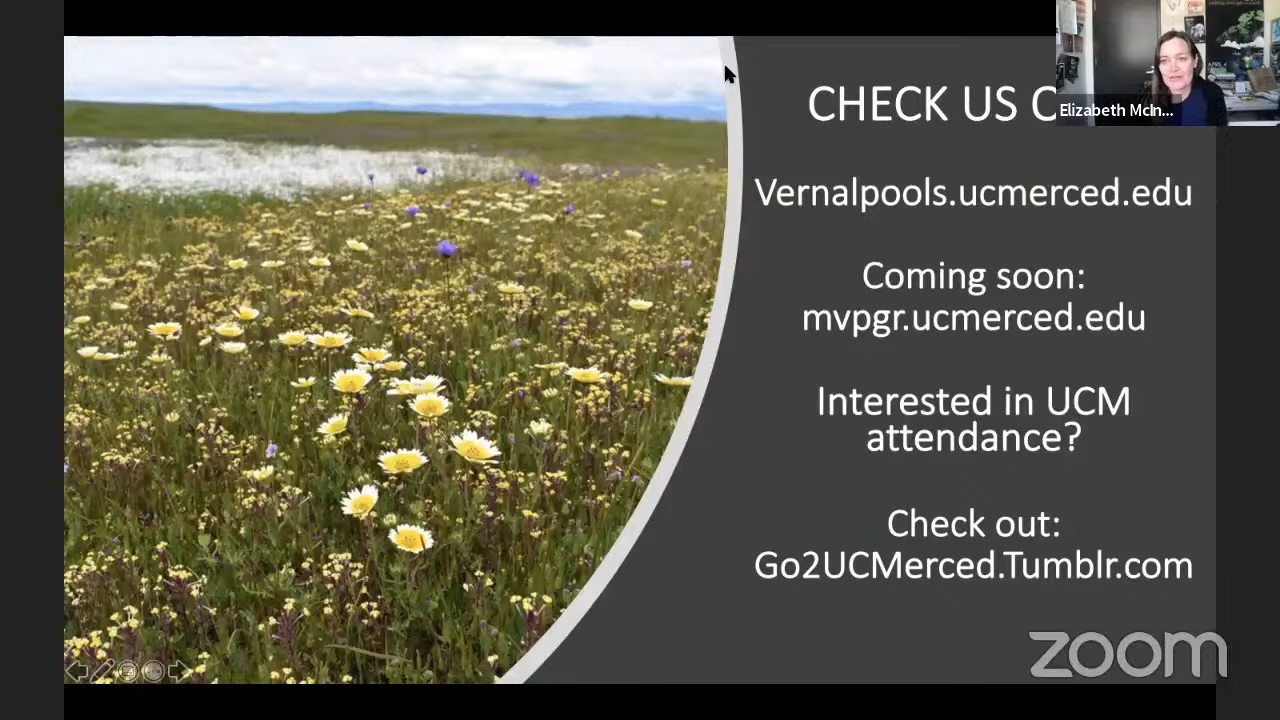 CHECK US
Elizabeth McIn...
Vernalpools.ucmerced.edu
Coming soon:
mvpgr.ucmerced.edu
Interested in UCM
attendance?
Check out:
Go2UCMerced.Tumblr.com
zoom